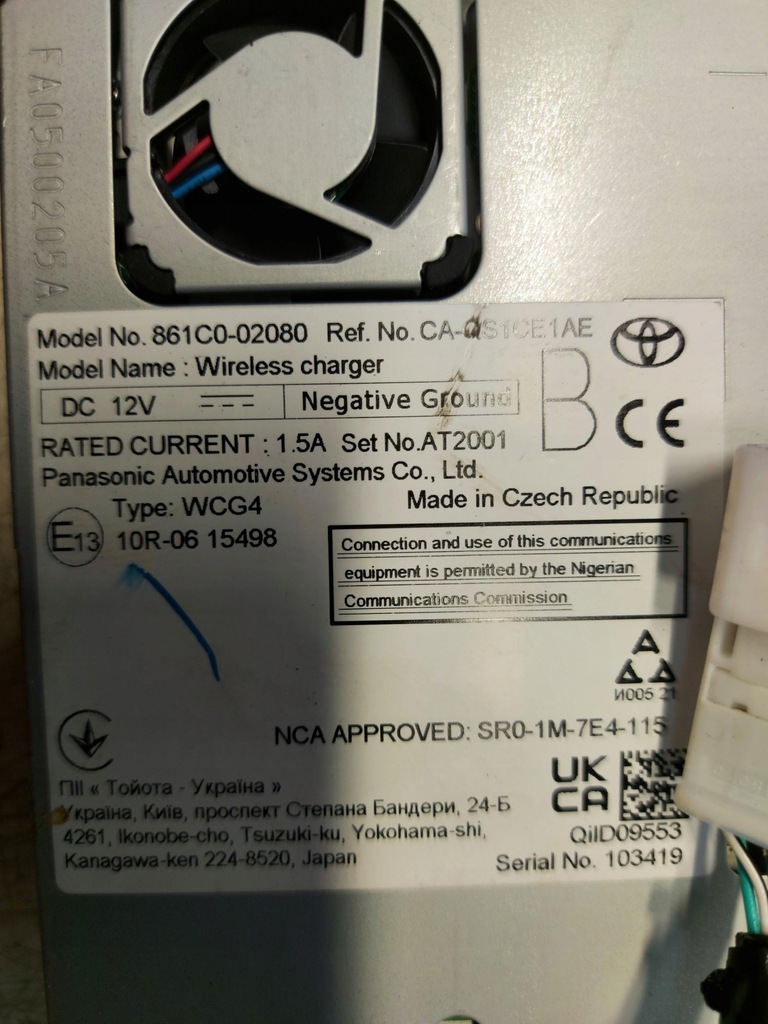 FA0500205A
Model No. 861C0-02080 Ref. No. CA-QS1CE1AE
Model Name : Wireless charger
DC 12V
Negative Ground
B
CE
RATED CURRENT : 1.5A Set No.AT2001
Panasonic Automotive Systems Co., Ltd.
Type: WCG4
Made in Czech Republic
E13 10R-06 15498
Connection and use of this communications
equipment is permitted by the Nigerian
Communications Commission
И005 21
NCA APPROVED: SR0-1M-7E4-115
UK
CA
ПІІ « Тойота - Україна »
Україна, Київ, проспект Степана Бандери, 24-Б
4261, Ikonobe-cho, Tsuzuki-ku, Yokohama-shi,
Kanagawa-ken 224-8520, Japan
QiID09553
Serial No. 103419